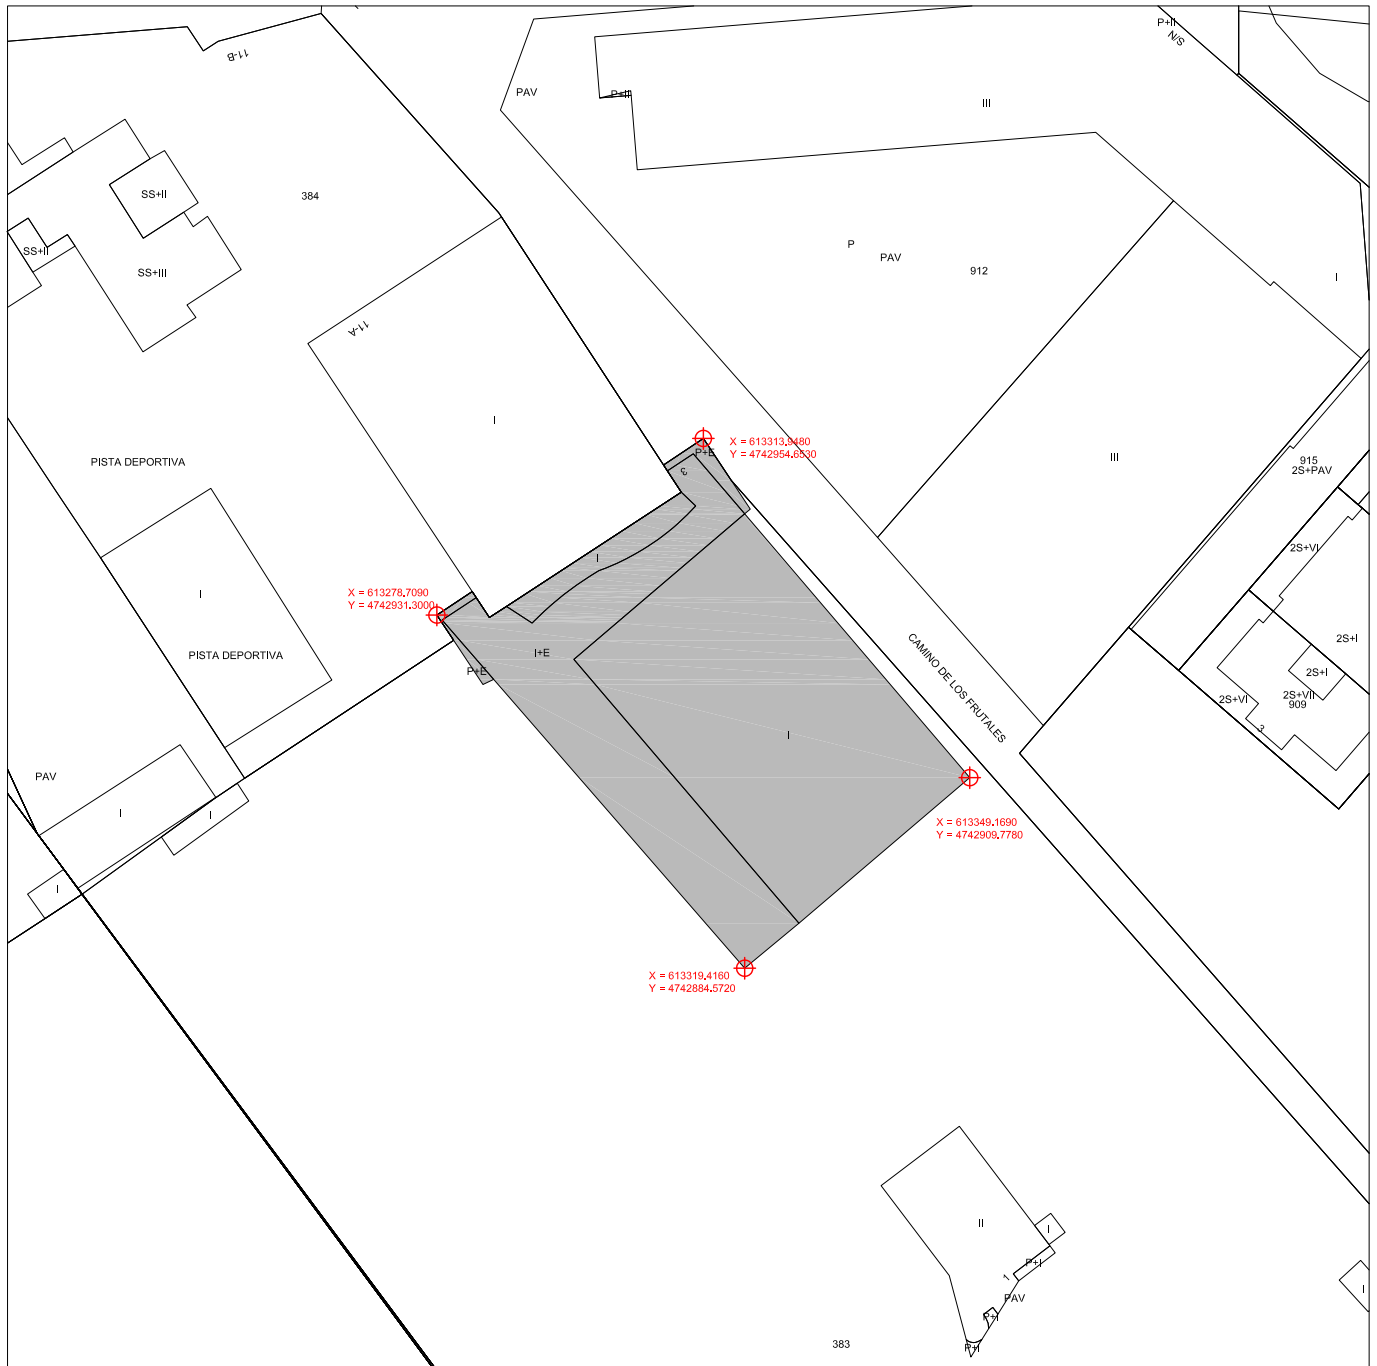 P+II
S/N
11-B
PAV
P+II
III
SS+II
384
SS+II
SS+III
P
PAV
912
I
11-A
I
PISTA DEPORTIVA
X = 613313,9480
Y = 4742954,6530
P+E
3
III
915
2S+PAV
2S+VI
I
X = 613278,7090
Y = 4742931,3000
I
PISTA DEPORTIVA
I+E
P+E
CAMINO DE LOS FRUTALES
2S+I
2S+I
2S+VII
909
2S+VI
3
I
PAV
I
I
X = 613349,1690
Y = 4742909,7780
I
X = 613319,4160
Y = 4742884,5720
II
I
P+I
1
PAV
P+I
I
383
P+I